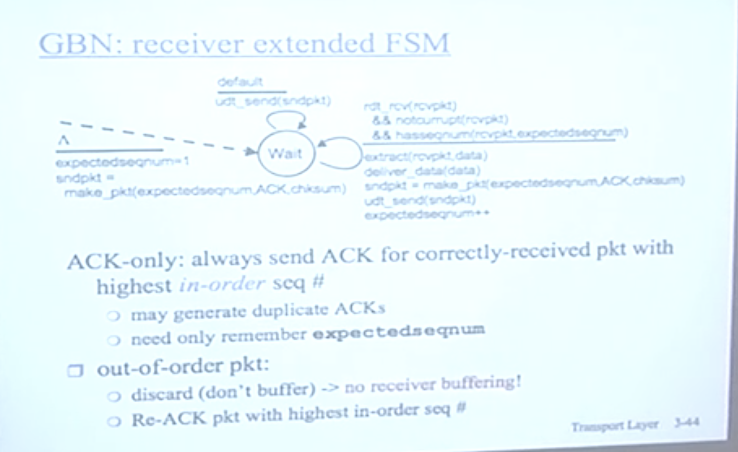 GBN: receiver extended FSM
default
udt_send(sndpkt)
rdt_rcv(rcvpkt)
&& notcurrupt(rcvpkt)
&& hasseqnum(rcvpkt,expectedseqnum)
Λ
Wait
expectedseqnum=1
sndpkt =
make_pkt(expectedseqnum,ACK,chksum)
extract(rcvpkt,data)
deliver_data(data)
sndpkt = make_pkt(expectedseqnum,ACK,chksum)
udt_send(sndpkt)
expectedseqnum++
ACK-only: always send ACK for correctly-received pkt with
highest in-order seq #
○ may generate duplicate ACKs
○ need only remember expectedseqnum
❒ out-of-order pkt:
○ discard (don't buffer) -> no receiver buffering!
○ Re-ACK pkt with highest in-order seq #
Transport Layer 3-44